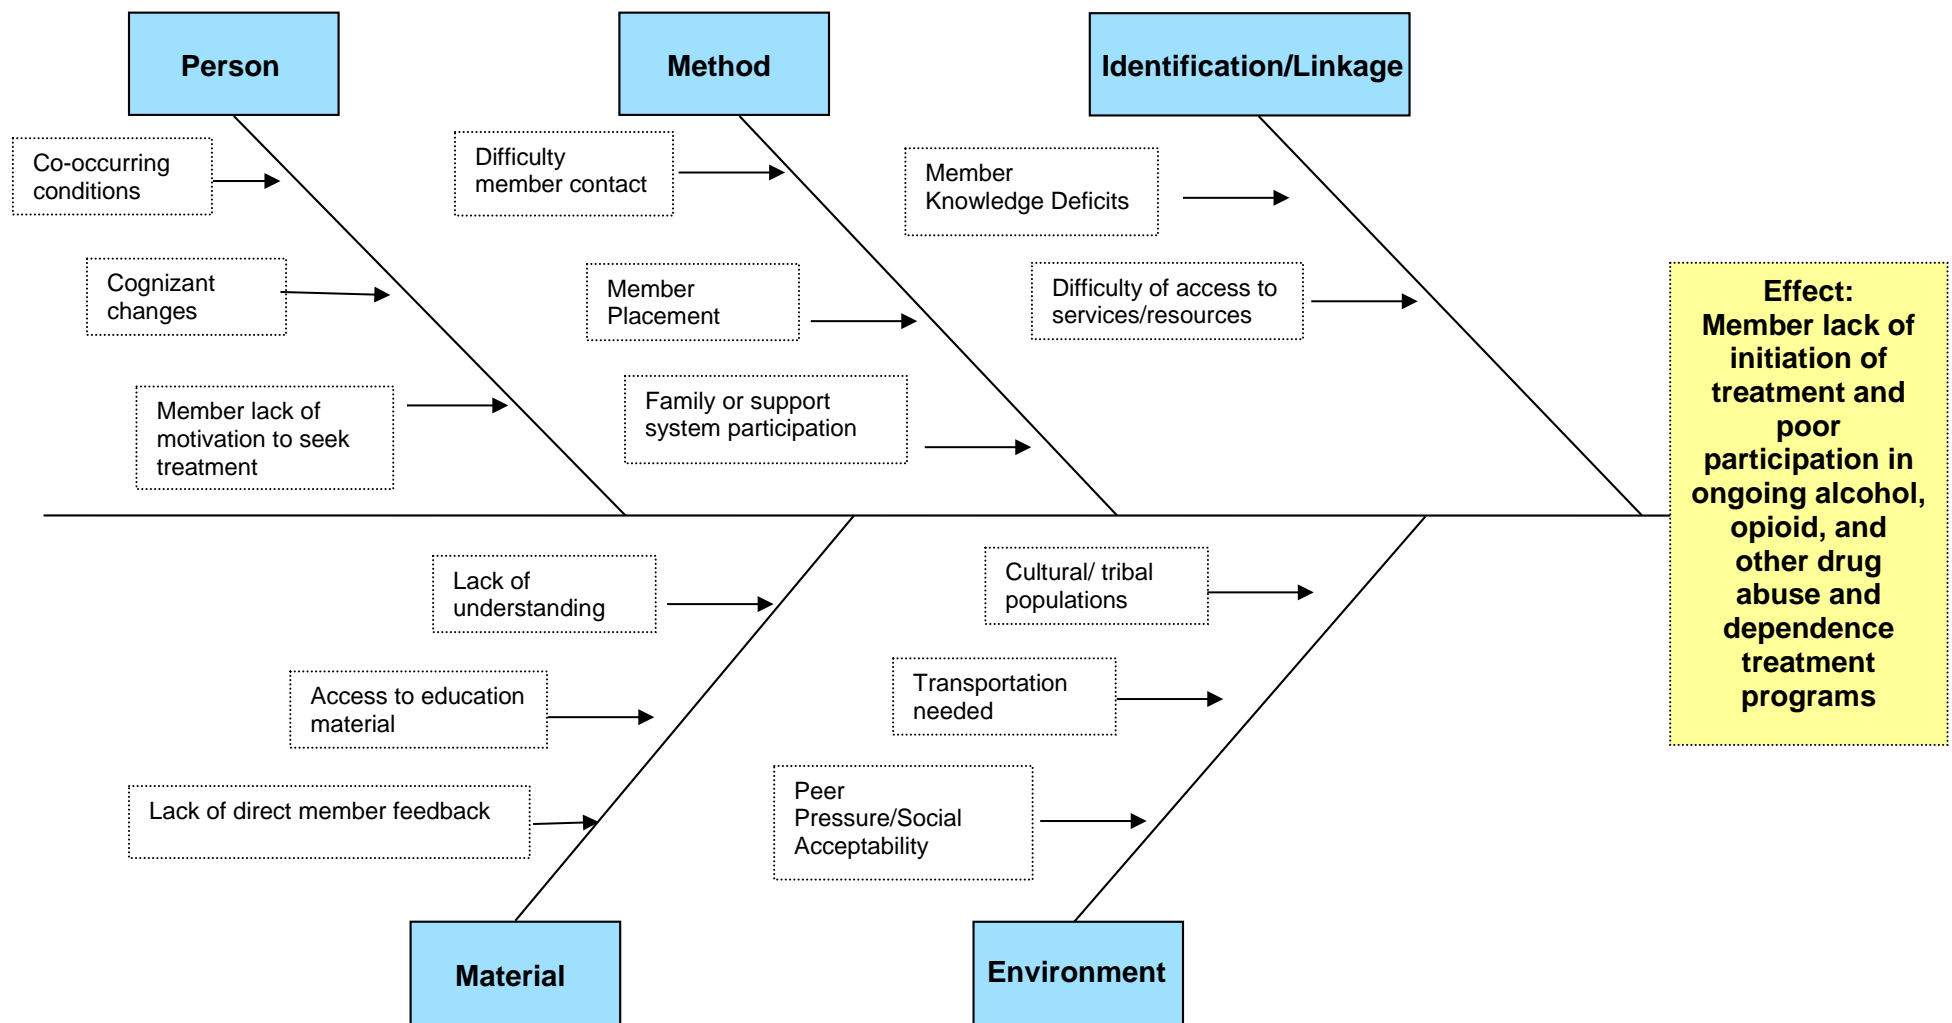 Person
Method
Identification/Linkage
Co-occurring
conditions
Difficulty
member contact
Member
Knowledge Deficits
Cognizant
changes
Member
Placement
Difficulty of access to
services/resources
Member lack of
motivation to seek
treatment
Family or support
system participation
Effect:
Member lack of
initiation of
treatment and
poor
participation in
ongoing alcohol,
opioid, and
other drug
abuse and
dependence
treatment
programs
Lack of
understanding
Cultural/ tribal
populations
Access to education
material
Transportation
needed
Lack of direct member feedback
Peer
Pressure/Social
Acceptability
Material
Environment